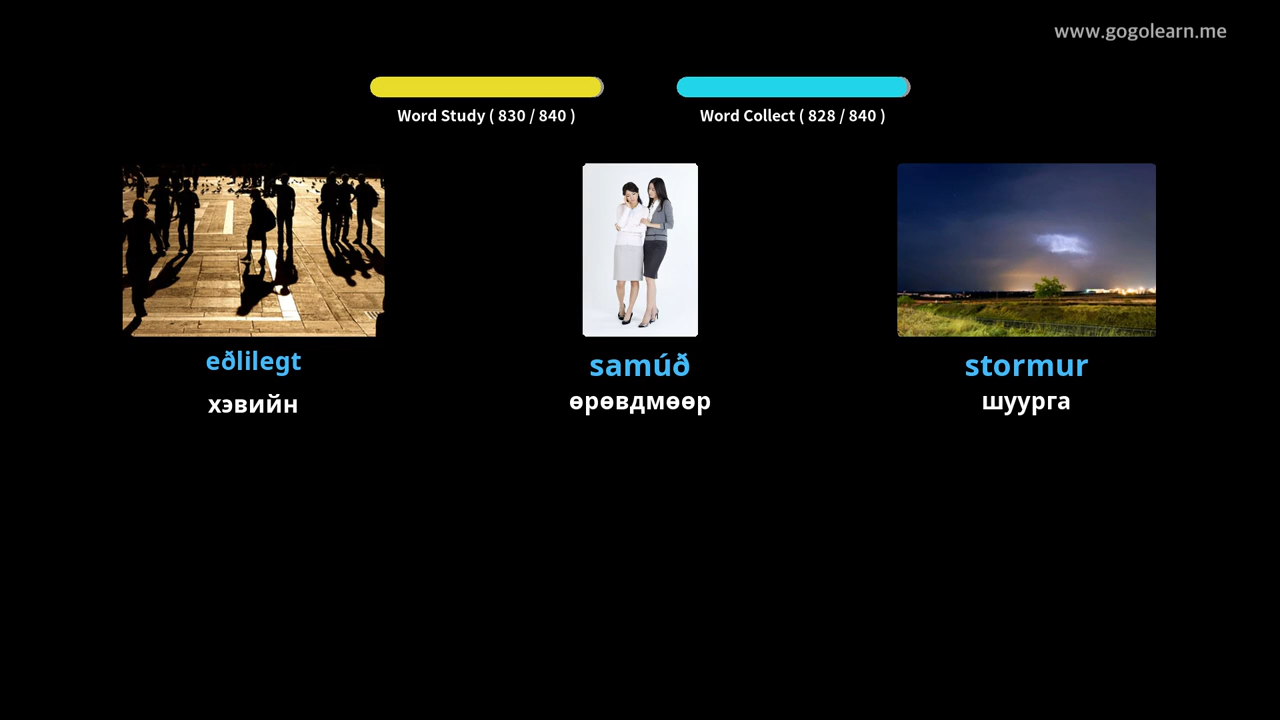 www.gogolearn.me
Word Study ( 830 / 840 )
Word Collect ( 828 / 840 )
eðlilegt
хэвийн
samúð
өрөвдмөөр
stormur
шуурга